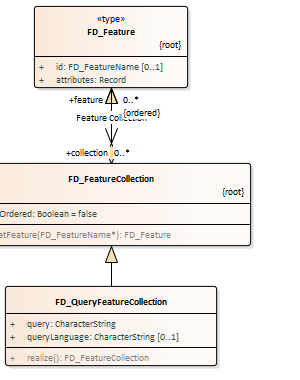 «type»
FD_Feature
{root}
+ id: FD_FeatureName [0..1]
+ attributes: Record
+feature 0..*
{ordered}
Feature
+collection 0..*
FD_FeatureCollection
{root}
Ordered: Boolean = false
etFeature(FD_FeatureName*): FD_Feature
FD_QueryFeatureCollection
+ query: CharacterString
+ queryLanguage: CharacterString [0..1]
+ realize(): FD_FeatureCollection